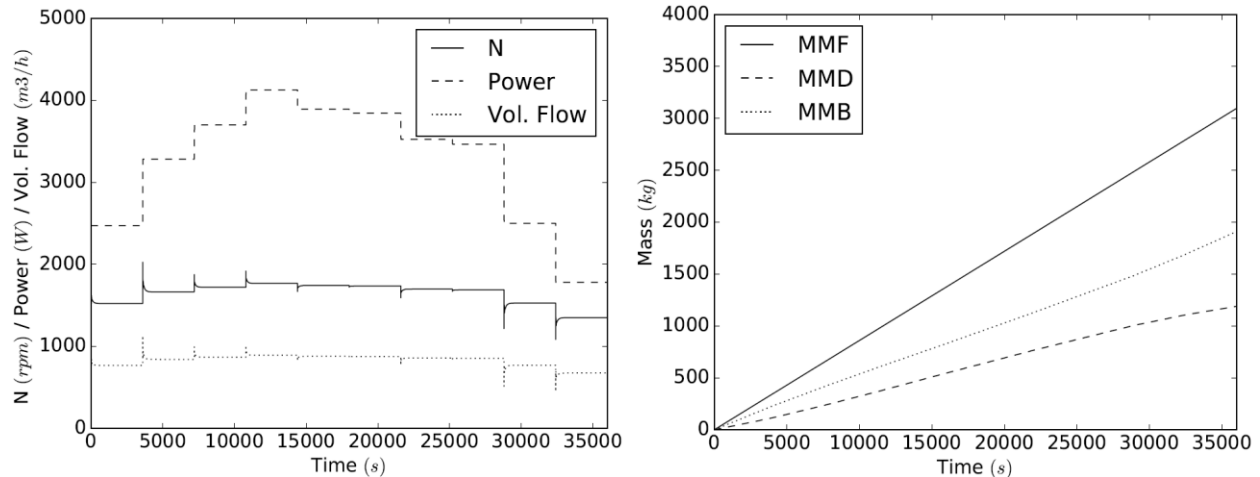 N (rpm) / Power (W) / Vol. Flow (m3/h)
5000
4000
3000
2000
1000
0
N
Power
Vol. Flow
0 5000 10000 15000 20000 25000 30000 35000
Time (s)
Mass (kg)
4000
3500
3000
2500
2000
1500
1000
500
0
MMF
MMD
MMB
0 5000 10000 15000 20000 25000 30000 35000
Time (s)